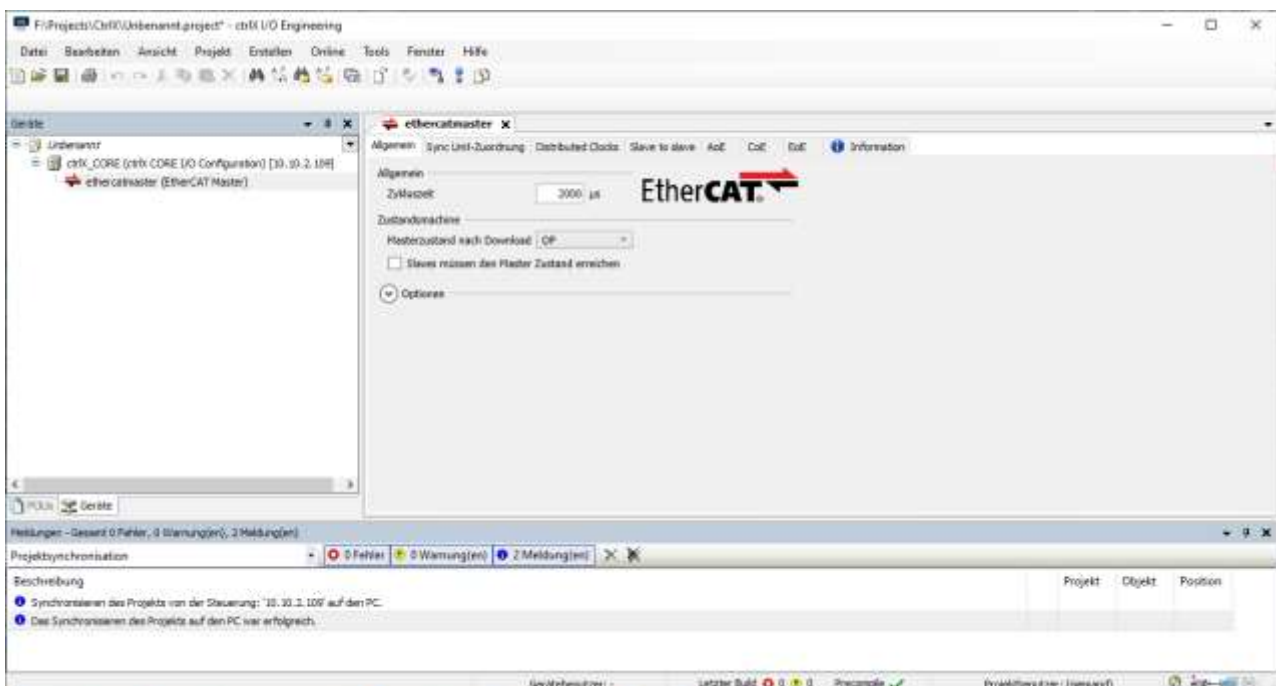 F:\Projects\CtrlX\Unbenannt.project* - ctrlX I/O Engineering
Datei Bearbeiten Ansicht Projekt Erstellen Online Tools Fenster Hilfe
Geräte
ethercatmaster
Unbenannt
ctrlX_CORE (ctrlX CORE I/O Configuration) [10.10.2.109]
ethercatmaster (EtherCAT Master)
Allgemein Sync Unit-Zuordnung Distributed Clocks Slave to slave AoE CoE EoE Information
Allgemein
Zykluszeit 2000 µs
EtherCAT®
Zustandsmachine
Masterzustand nach Download OP
Slaves müssen den Master Zustand erreichen
Optionen
POUs Geräte
Meldungen - Gesamt 0 Fehler, 0 Warnung(en), 2 Meldung(en)
Projektsynchronisation 0 Fehler 0 Warnung(en) 2 Meldung(en)
Beschreibung Projekt Objekt Position
Synchronisieren des Projekts von der Steuerung: '10.10.2.109' auf den PC.
Das Synchronisieren des Projekts auf den PC war erfolgreich.
Gerätebenutzer: - Letzter Build 0 0 Precompile